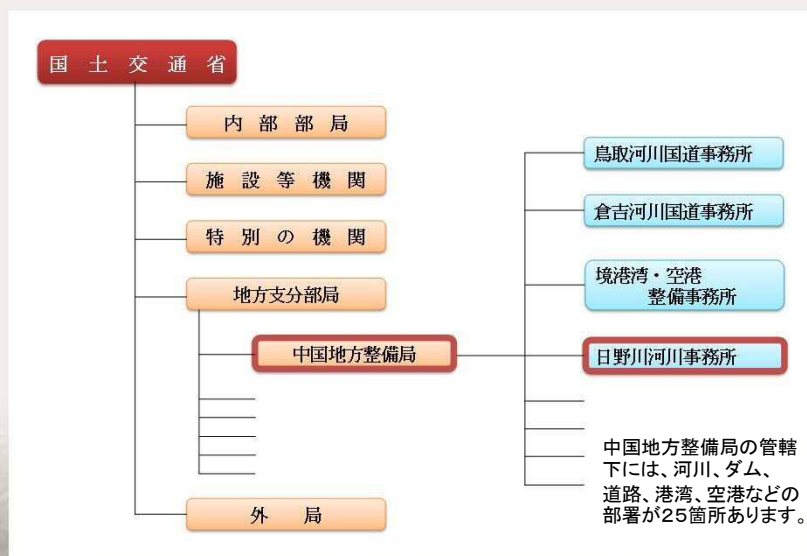 国土交通省
内部部局
施設等機関
特別の機関
地方支分部局
中国地方整備局
外局
鳥取河川国道事務所
倉吉河川国道事務所
境港湾・空港
整備事務所
日野川河川事務所
中国地方整備局の管轄
下には、河川、ダム、
道路、港湾、空港などの
部署が25箇所あります。